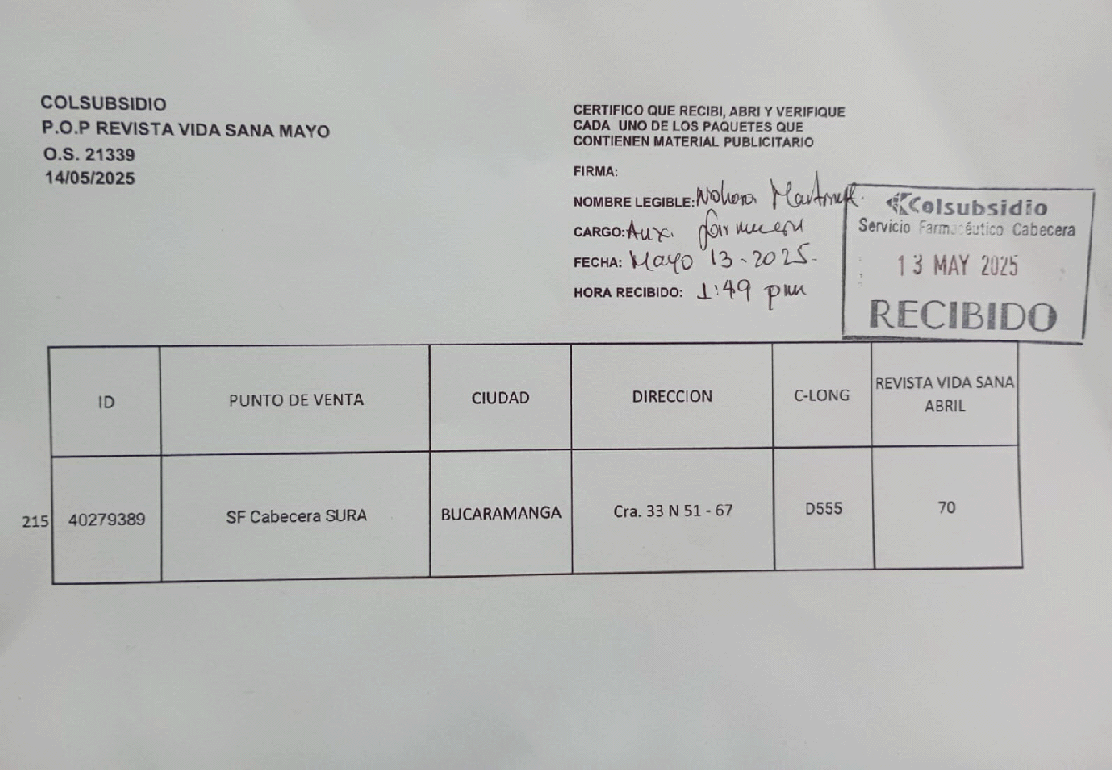 COLSUBSIDIO
P.O.P REVISTA VIDA SANA MAYO
O.S. 21339
14/05/2025
CERTIFICO QUE RECIBI, ABRI Y VERIFIQUE
CADA UNO DE LOS PAQUETES QUE
CONTIENEN MATERIAL PUBLICITARIO
FIRMA:
NOMBRE LEGIBLE: Nohora
CARGO: Aux.
FECHA: Mayo 13-2025.
HORA RECIBIDO: 1:49 pm
Colsubsidio
Servicio Farmacéutico Cabecera
13 MAY 2025
RECIBIDO
ID PUNTO DE VENTA CIUDAD DIRECCION C-LONG REVISTA VIDA SANA
ABRIL
215 40279389 SF Cabecera SURA BUCARAMANGA Cra. 33 N 51 - 67 D555 70